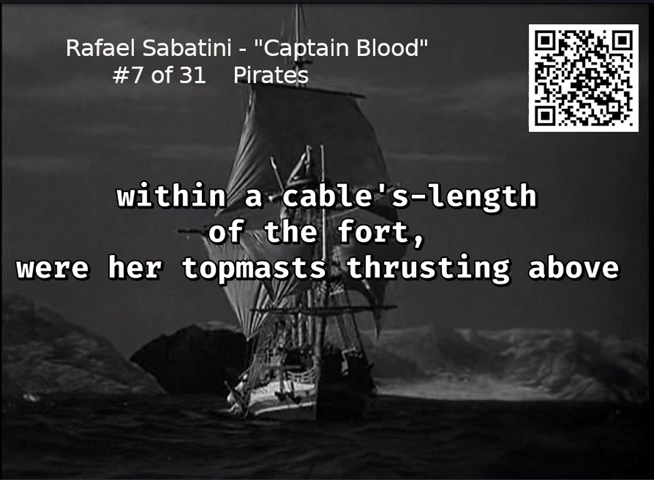 Rafael Sabatini - "Captain Blood"
#7 of 31    Pirates
within a cable's-length
of the fort,
were her topmasts thrusting above